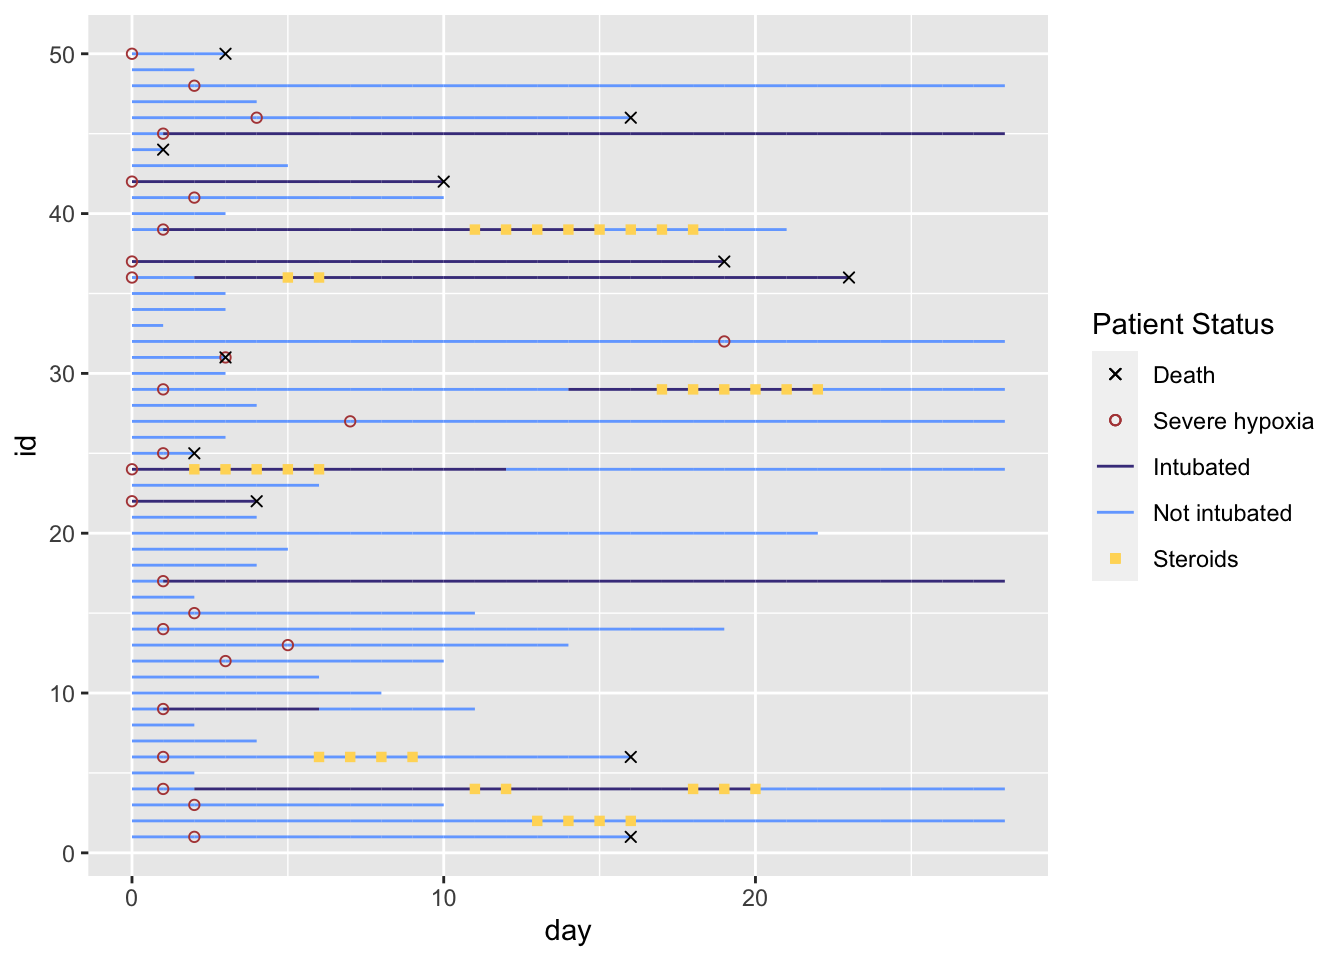 50
40
30
20
10
0
id
0 10 20
day
Patient Status
Death
Severe hypoxia
Intubated
Not intubated
Steroids